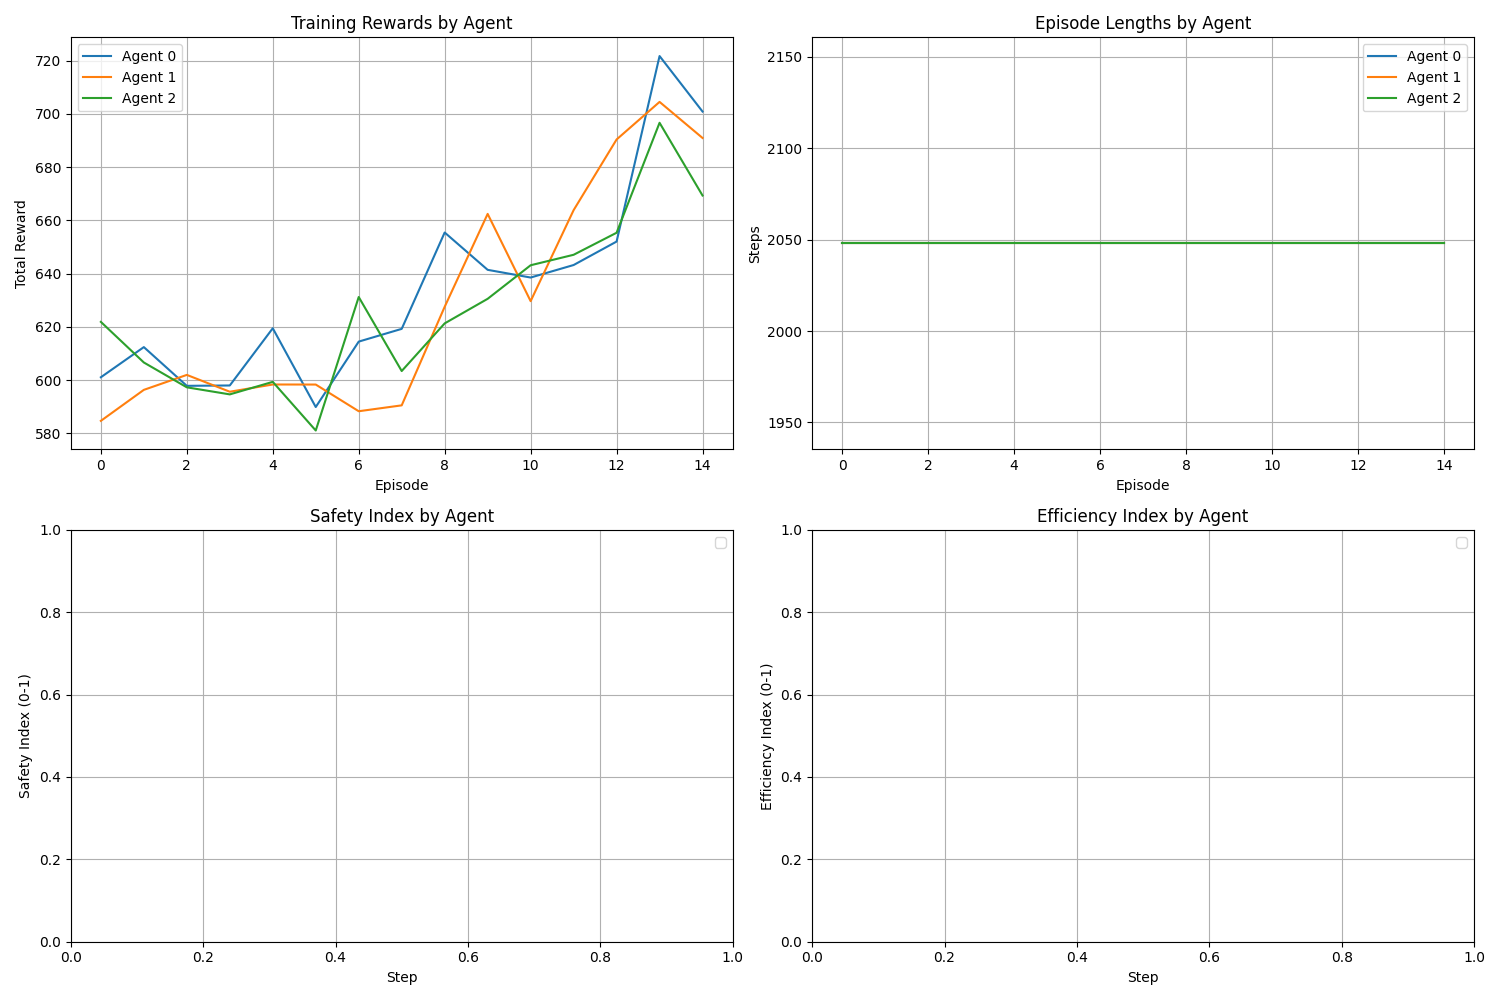 Training Rewards by Agent
Total Reward
720
700
680
660
640
620
600
580
Agent 0
Agent 1
Agent 2
0 2 4 6 8 10 12 14
Episode
Episode Lengths by Agent
Steps
2150
2100
2050
2000
1950
Agent 0
Agent 1
Agent 2
0 2 4 6 8 10 12 14
Episode
Safety Index by Agent
Safety Index (0-1)
1.0
0.8
0.6
0.4
0.2
0.0
0.0 0.2 0.4 0.6 0.8 1.0
Step
Efficiency Index by Agent
Efficiency Index (0-1)
1.0
0.8
0.6
0.4
0.2
0.0
0.0 0.2 0.4 0.6 0.8 1.0
Step